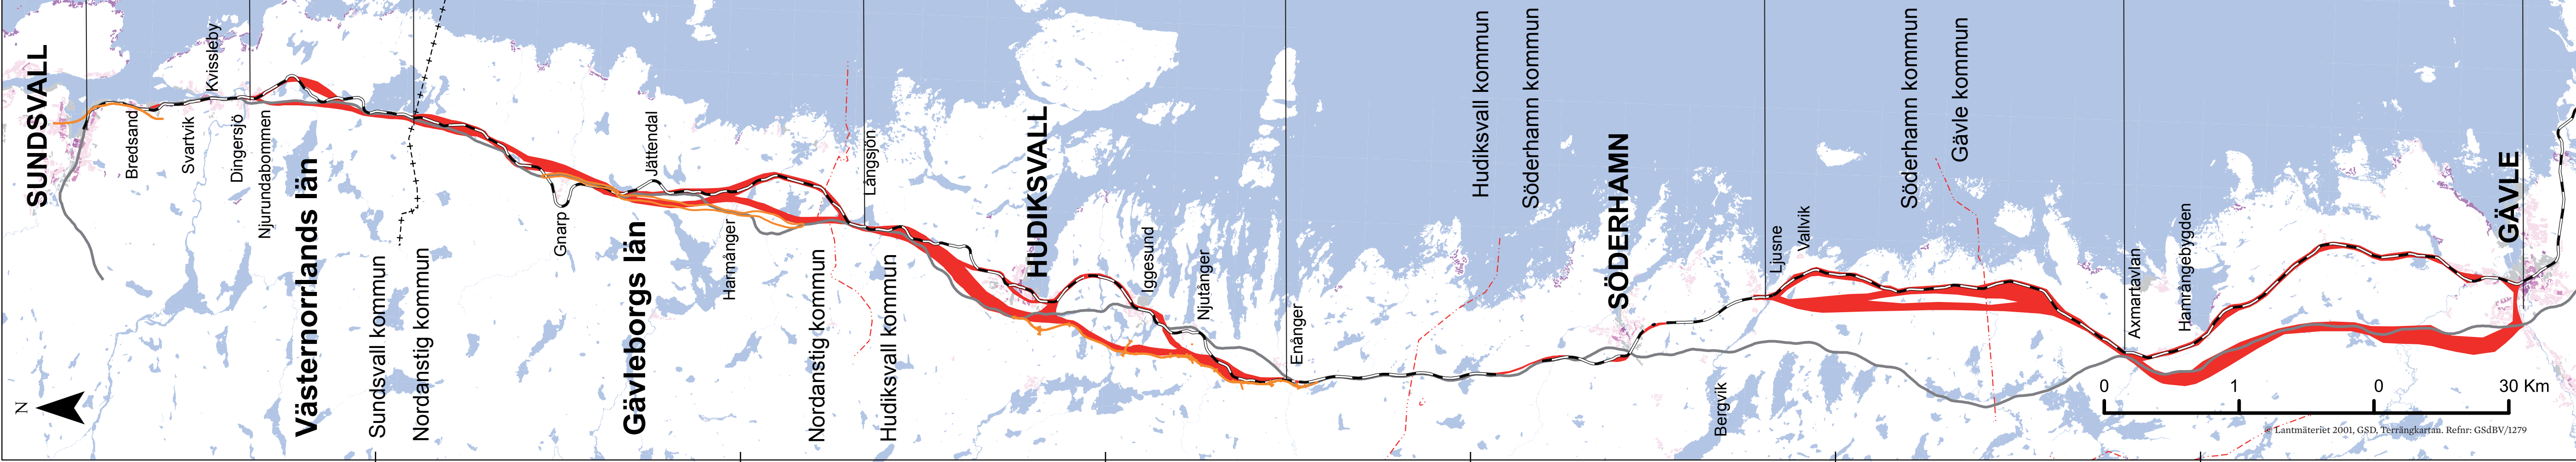 SUNDSVALL
Bredsand
Svartvik
Kvissleby
Dingersjö
Njurundabommen
Västernorrlands län
Sundsvall kommun
Nordanstig kommun
Gnarp
Gävleborgs län
Jättendal
Harmånger
Nordanstig kommun
Hudiksvall kommun
Långsjön
HUDIKSVALL
Iggesund
Njutånger
Enånger
Hudiksvall kommun
Söderhamn kommun
SÖDERHAMN
Bergvik
Ljusne
Vallvik
Söderhamn kommun
Gävle kommun
Axmartavlan
Hamrångebygden
GÄVLE
N
0 1 0 30 Km
© Lantmäteriet 2001, GSD, Terrängkartan. Refnr: GSdBV/1279